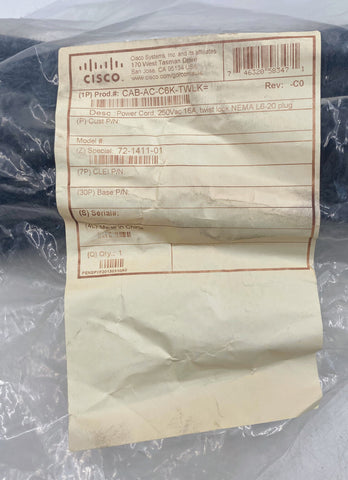 Cisco Systems, Inc. and its affiliates
170 West Tasman Drive
San Jose, CA 95134 USA
CISCO.
(1P) Prod.#: CAB-AC-C6K-TWLK=
Rev: -C0
Desc: Power Cord, 250Vac 16A, twist lock NEMA L6-20 plug
(P) Cust P/N:
Model #:
(Z) Special: 72-1411-01
(7P) CLEI P/N:
(30P) Base P/N:
(S) Serial#:
(4L) Made in China
(Q) Qty.: 1